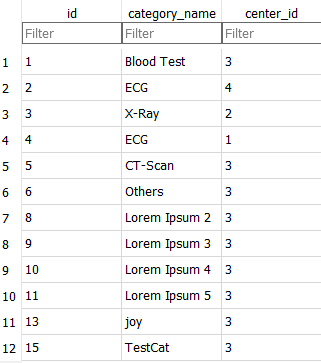 id category_name center_id
Filter Filter Filter
1 1 Blood Test 3
2 2 ECG 4
3 3 X-Ray 2
4 4 ECG 1
5 5 CT-Scan 3
6 6 Others 3
7 8 Lorem Ipsum 2 3
8 9 Lorem Ipsum 3 3
9 10 Lorem Ipsum 4 3
10 11 Lorem Ipsum 5 3
11 13 joy 3
12 15 TestCat 3